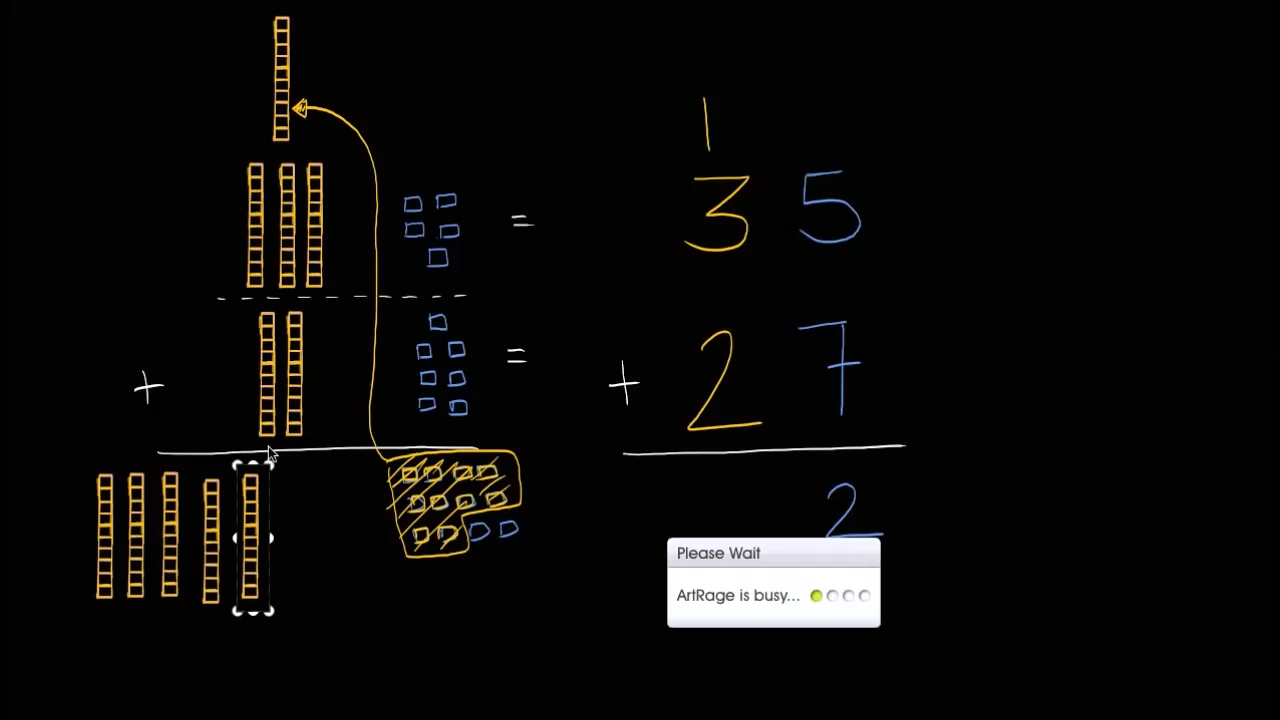 1
= 3 5
+ = + 2 7
2
Please Wait
ArtRage is busy...